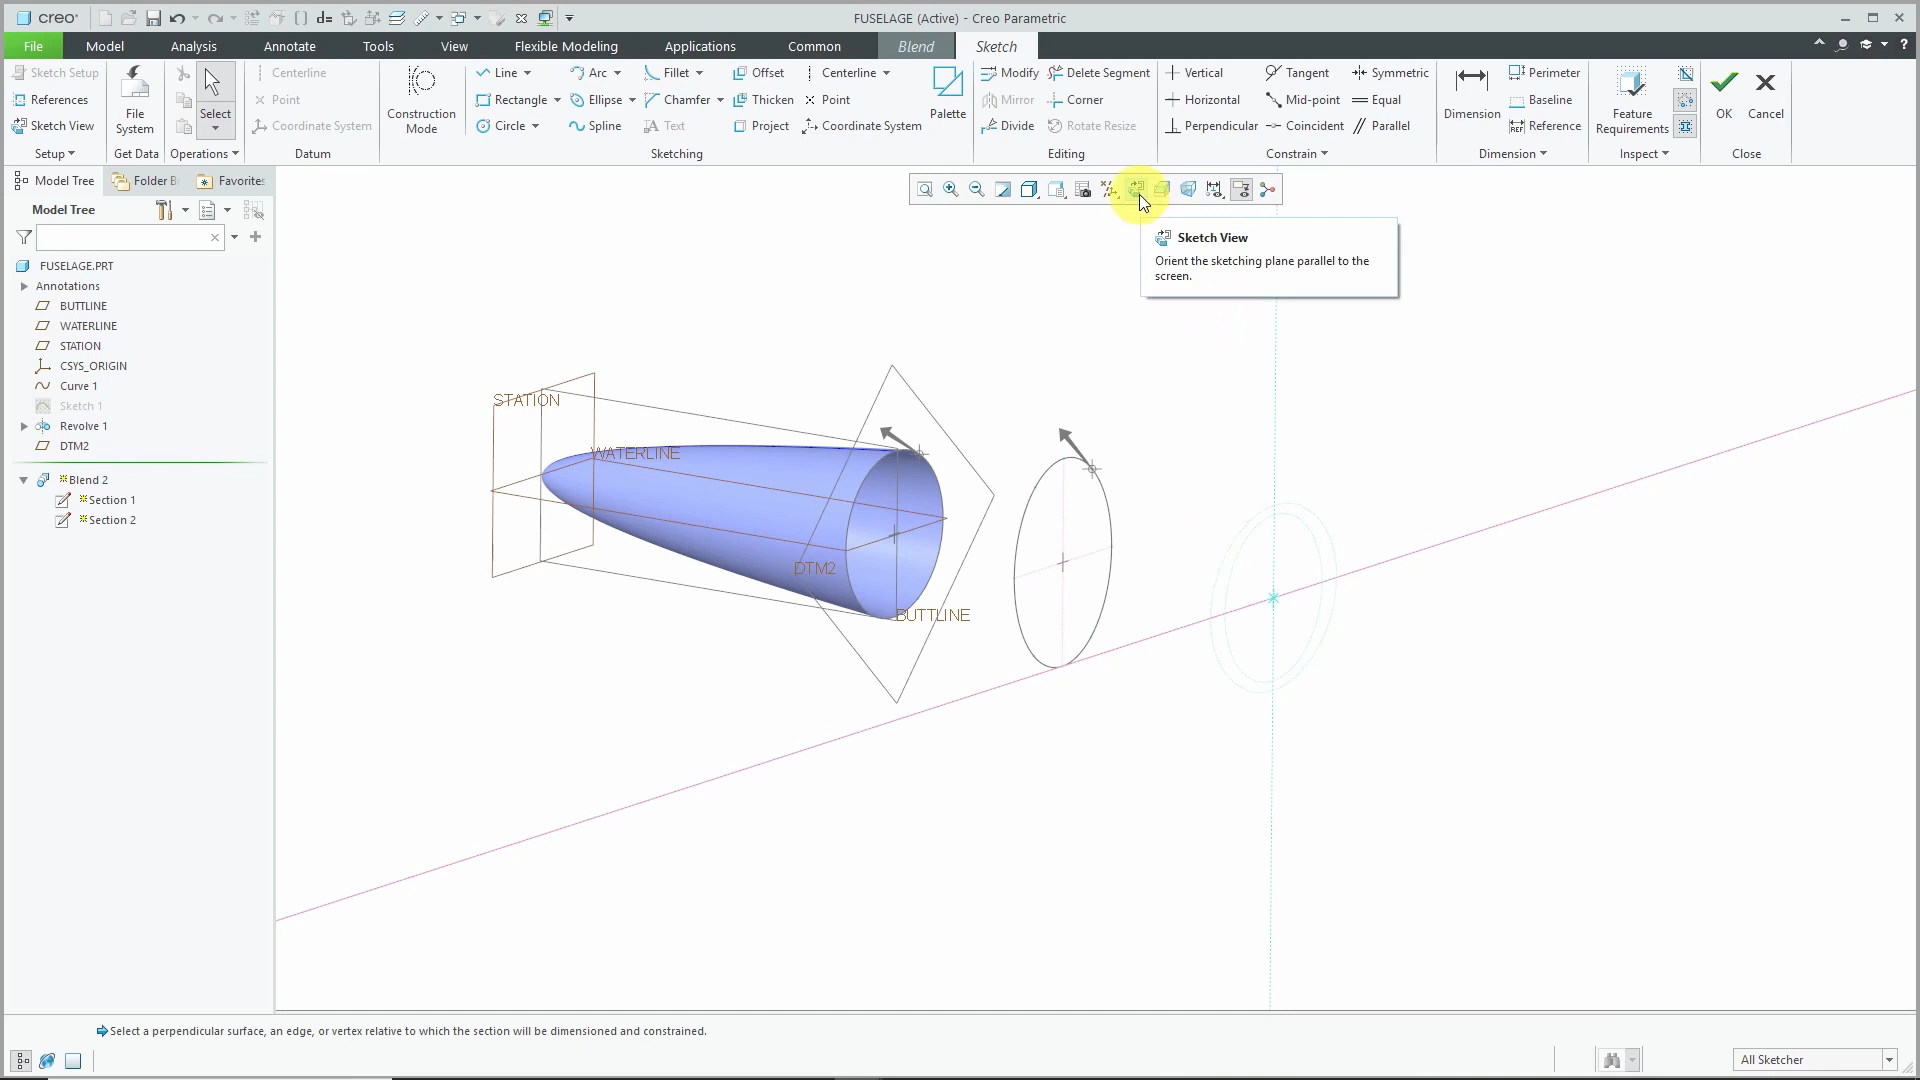 creo®
d=
FUSELAGE (Active) - Creo Parametric
File
Model
Analysis
Annotate
Tools
View
Flexible Modeling
Applications
Common
Blend
Sketch
?
Sketch Setup
References
Sketch View
Setup
File System
Get Data
Select
Operations
Centerline
Point
Coordinate System
Datum
Construction Mode
Line
Rectangle
Circle
Arc
Ellipse
Spline
Fillet
Chamfer
Text
Offset
Thicken
Project
Centerline
Point
Coordinate System
Palette
Sketching
Modify
Mirror
Divide
Delete Segment
Corner
Rotate Resize
Editing
Vertical
Horizontal
Perpendicular
Tangent
Mid-point
Coincident
Symmetric
Equal
Parallel
Constrain
Dimension
Perimeter
Baseline
REF Reference
Dimension
Feature Requirements
Inspect
OK
Cancel
Close
Model Tree
Folder B
Favorites
Model Tree
FUSELAGE.PRT
Annotations
BUTTLINE
WATERLINE
STATION
CSYS_ORIGIN
Curve 1
Sketch 1
Revolve 1
DTM2
Blend 2
Section 1
Section 2
Sketch View
Orient the sketching plane parallel to the
screen.
STATION
WATERLINE
DTM2
BUTTLINE
Select a perpendicular surface, an edge, or vertex relative to which the section will be dimensioned and constrained.
All Sketcher